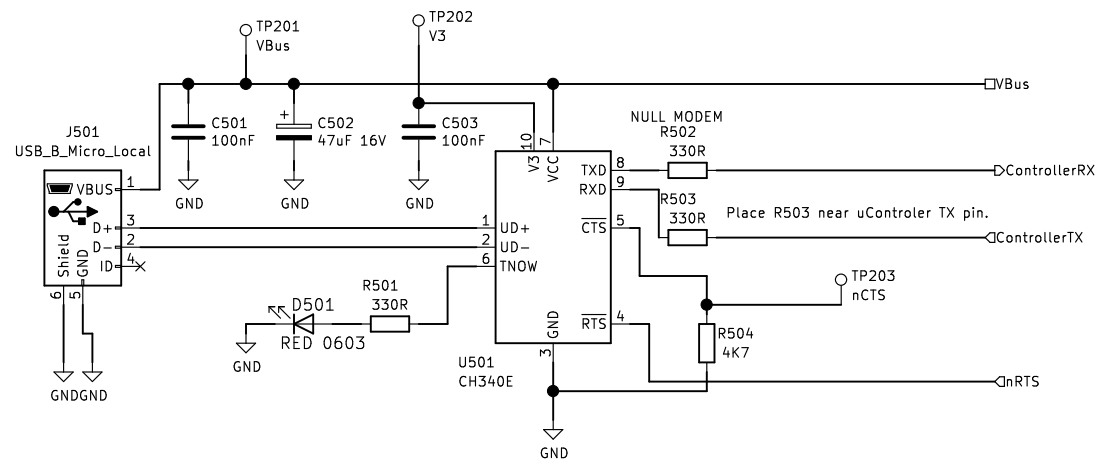 TP201
VBus
TP202
V3
VBus
J501
USB_B_Micro_Local
C501
100nF
C502
47uF 16V
C503
100nF
NULL MODEM
R502
330R
ControllerRX
VBUS
1
D+
3
D-
2
ID
4
Shield
GND
6
5
GND
GND
GND
GND
GND
10
7
V3
VCC
TXD
8
RXD
9
CTS
5
RTS
4
UD+
1
UD-
2
TNOW
6
GND
3
R503
330R
Place R503 near uControler TX pin.
ControllerTX
TP203
nCTS
R501
330R
D501
RED 0603
GND
R504
4K7
U501
CH340E
nRTS
GND